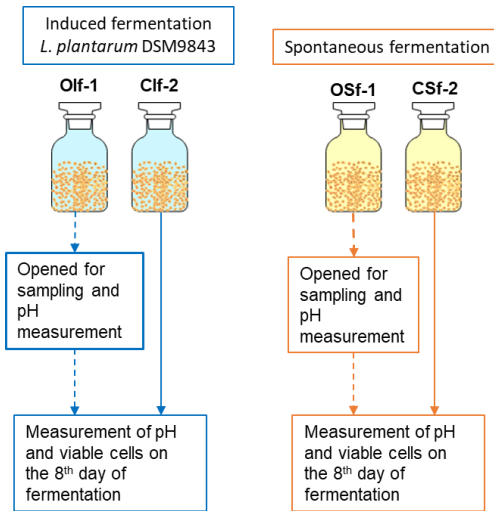 Induced fermentation
L. plantarum DSM9843
OIf-1
CIf-2
Opened for
sampling and
pH
measurement
Measurement of pH
and viable cells on
the 8th day of
fermentation
Spontaneous fermentation
OSf-1
CSf-2
Opened for
sampling and
pH
measurement
Measurement of pH
and viable cells on
the 8th day of
fermentation